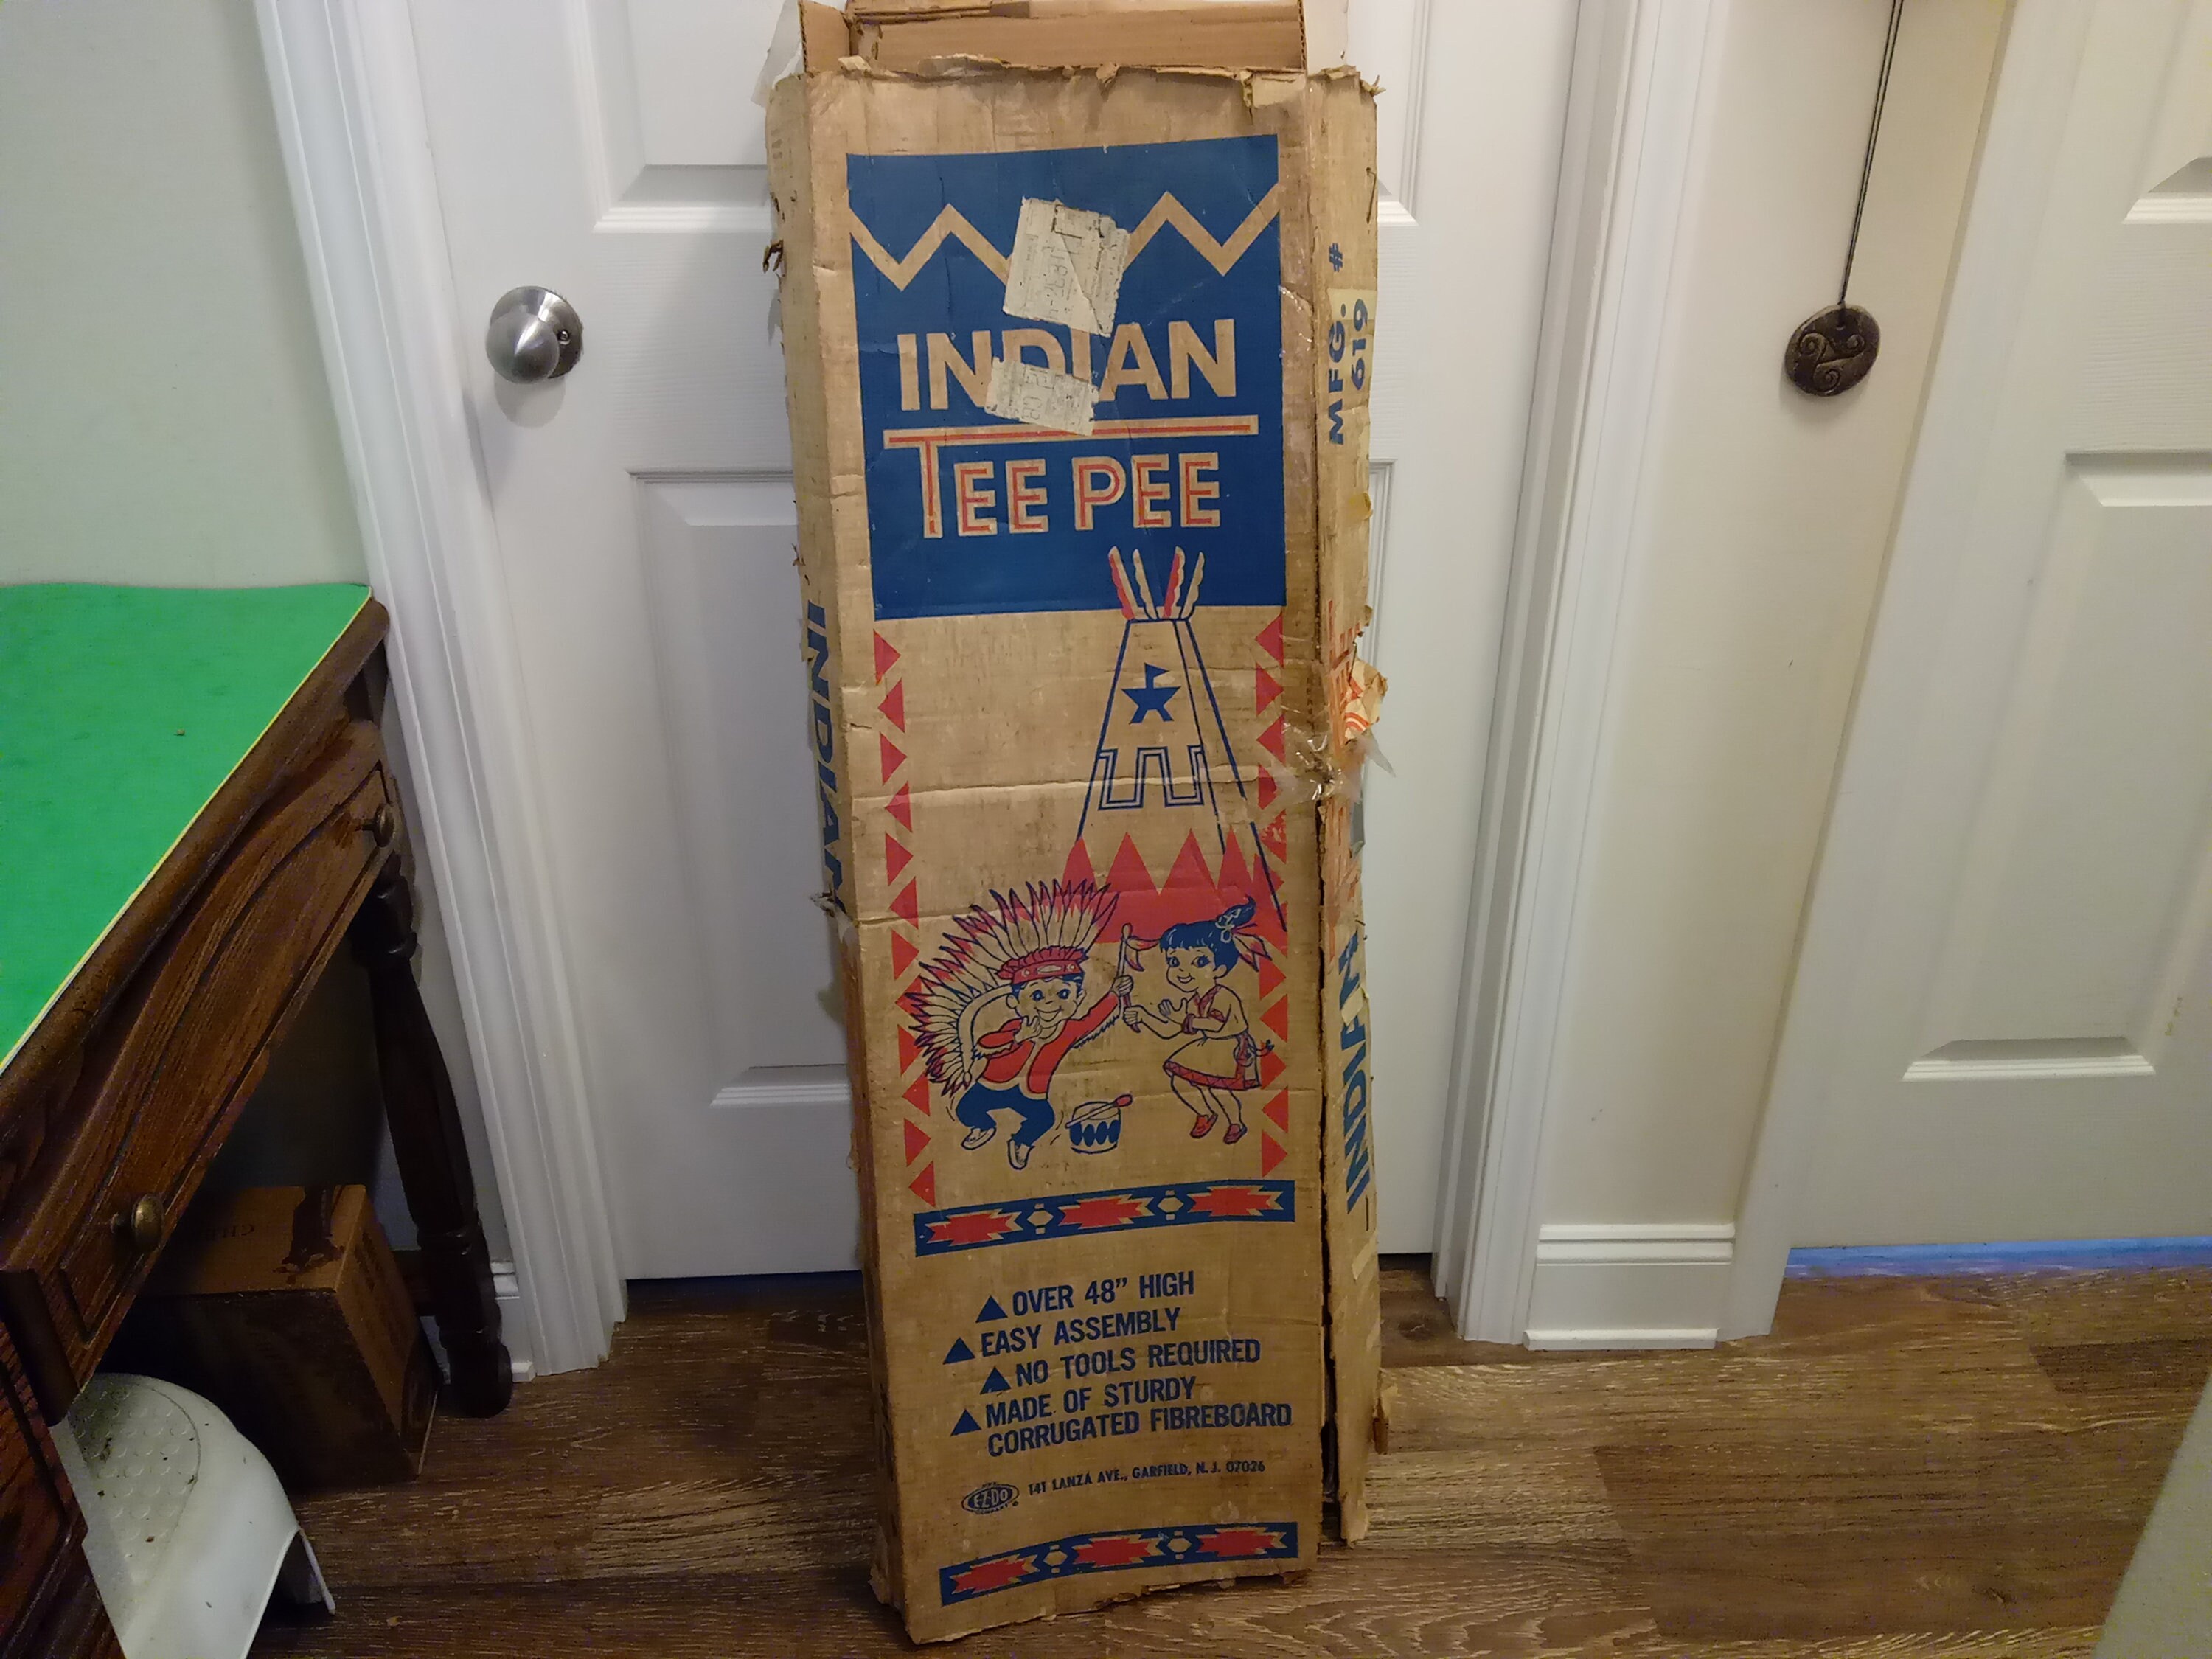 INDIAN
TEE PEE
OVER 48” HIGH
EASY ASSEMBLY
NO TOOLS REQUIRED
MADE OF STURDY
CORRUGATED FIBREBOARD
E-Z-DO
141 LANZA AVE., GARFIELD, N.J. 07026
INDIAN
MFG. #
619
INDIAN